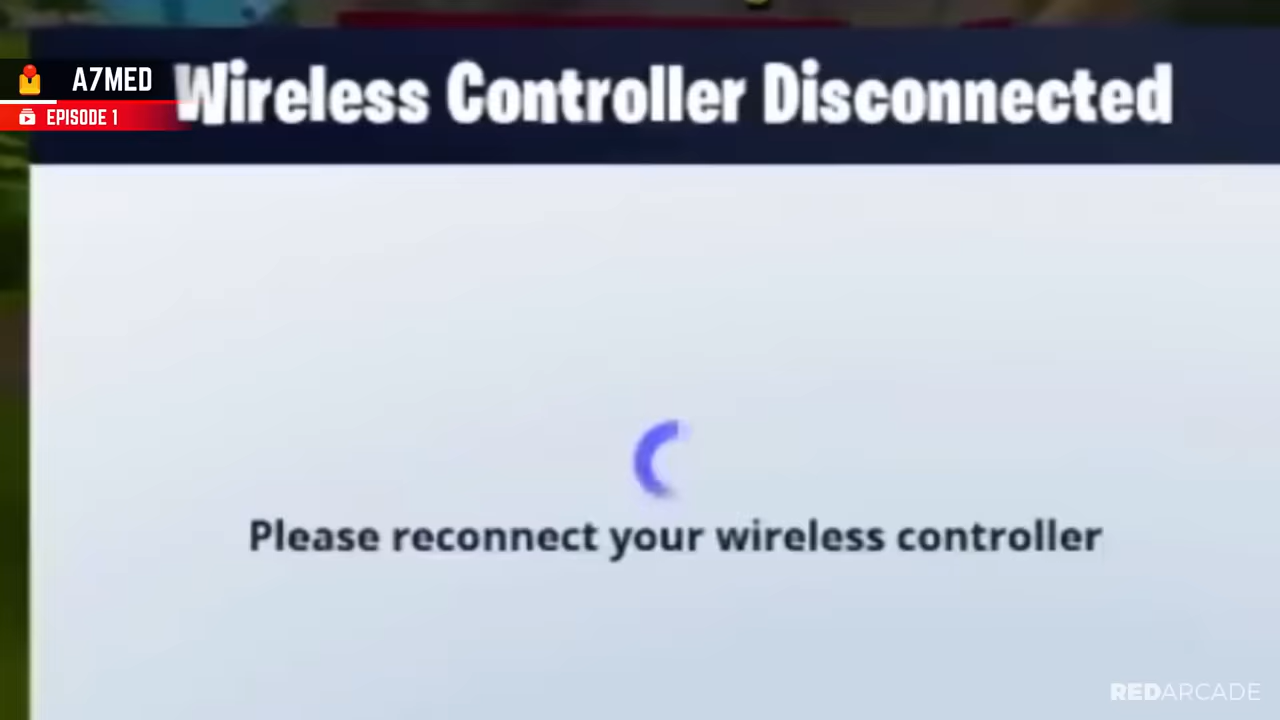 A7MED
EPISODE 1
Wireless Controller Disconnected
Please reconnect your wireless controller
REDARCADE